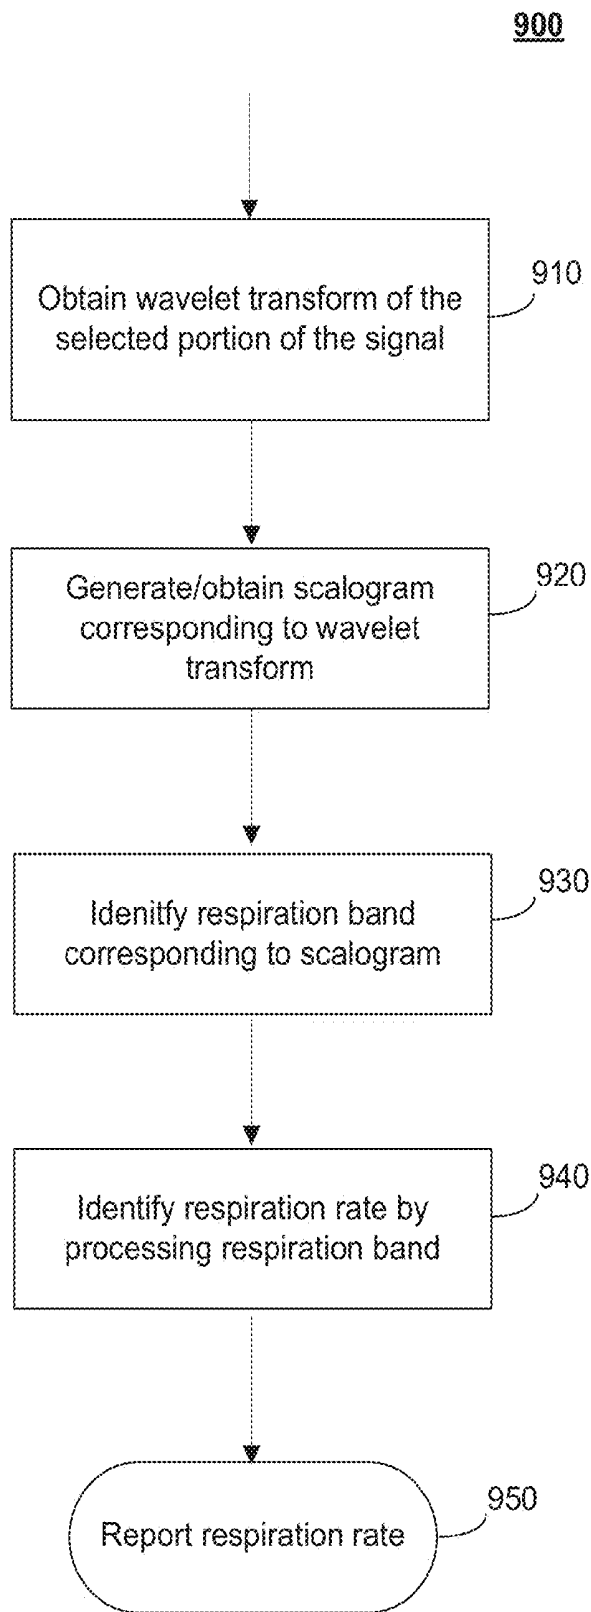 900
Obtain wavelet transform of the
selected portion of the signal
910
Generate/obtain scalogram
corresponding to wavelet
transform
920
Idenitfy respiration band
corresponding to scalogram
930
Identify respiration rate by
processing respiration band
940
Report respiration rate
950